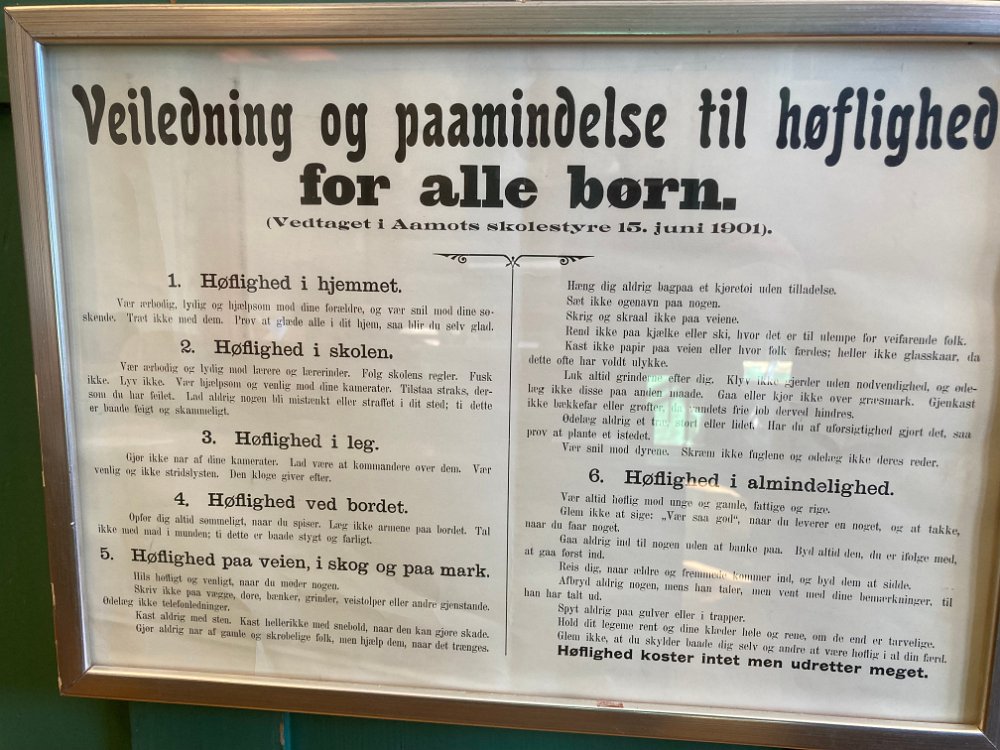 Veiledning og paamindelse til høflighed
for alle børn.
(Vedtaget i Aamots skolestyre 15. juni 1901).
1. Høflighed i hjemmet.
Vær ærbødig, lydig og hjælpsom mod dine forældre, og vær snil mod dine sø-
skende. Træt ikke med dem. Prøv at glæde alle i dit hjem, saa blir du selv glad.
2. Høflighed i skolen.
Vær ærbødig og lydig mod lærere og lærerinder. Følg skolens regler. Fusk
ikke. Lyv ikke. Vær hjælpsom og venlig mod dine kamerater. Tilstaa straks, der-
som du har feilet. Lad aldrig nogen bli mistænkt eller straffet i dit sted; ti dette
er baade feigt og skammeligt.
3. Høflighed i leg.
Gjør ikke nar af dine kamerater. Lad være at kommandere over dem. Vær
venlig og ikke stridslysten. Den kloge giver efter.
4. Høflighed ved bordet.
Opfør dig altid sømmeligt, naar du spiser. Læg ikke armene paa bordet. Tal
ikke med mad i munden; ti dette er baade stygt og farligt.
5. Høflighed paa veien, i skog og paa mark.
Hils høfligt og venligt, naar du møder nogen.
Skriv ikke paa vægge, døre, bænker, grinder, veistolper eller andre gjenstande.
Ødelæg ikke telefonledninger.
Kast aldrig med sten. Kast hellerikke med snebold, naar den kan gjøre skade.
Gjør aldrig nar af gamle og skrøbelige folk, men hjælp dem, naar det trænges.
Hæng dig aldrig bagpaa et kjøretøi uden tilladelse.
Sæt ikke øgenavn paa nogen.
Skrig og skraal ikke paa veiene.
Rend ikke paa kjælke eller ski, hvor det er til ulempe for veifarende folk.
Kast ikke papir paa veien eller hvor folk færdes; heller ikke glasskaar, da
dette ofte har voldt ulykke.
Luk altid grinderne efter dig. Klyv ikke gjerder uden nødvendighed, og øde-
læg ikke disse paa anden maade. Gaa eller kjør ikke over græsmark. Gjenkast
ikke bækkefar eller grøfter, da vandets frie løb derved hindres.
Ødelæg aldrig et træ, stort eller lidet. Har du af uforsigtighed gjort det, saa
prøv at plante et istedet.
Vær snil mod dyrene. Skræm ikke fuglene og ødelæg ikke deres reder.
6. Høflighed i almindelighed.
Vær altid høflig mod unge og gamle, fattige og rige.
Glem ikke at sige: „Vær saa god“, naar du leverer en noget, og at takke,
naar du faar noget.
Gaa aldrig ind til nogen uden at banke paa. Byd altid den, du er ifølge med,
at gaa først ind.
Reis dig, naar ældre og fremmede kommer ind, og byd dem at sidde.
Afbryd aldrig nogen, mens han taler, men vent med dine bemærkninger, til
han har talt ud.
Spyt aldrig paa gulver eller i trapper.
Hold dit legeme rent og dine klæder hele og rene, om de end er tarvelige.
Glem ikke, at du skylder baade dig selv og andre at være høflig i al din færd.
Høflighed koster intet men udretter meget.